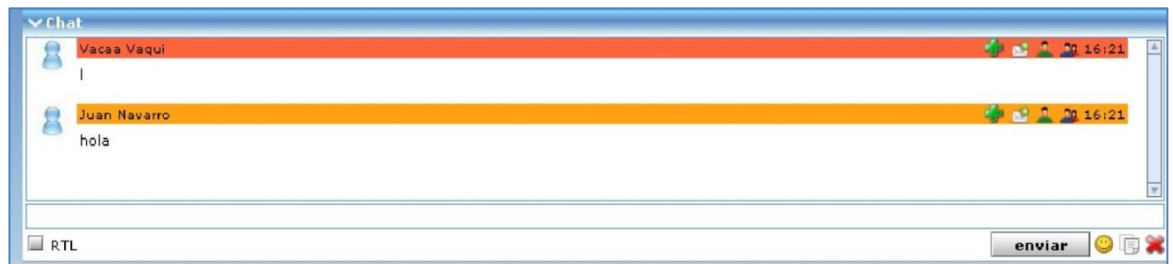 Chat
Vacaa Vaqui 16:21
l
Juan Navarro 16:21
hola
RTL enviar